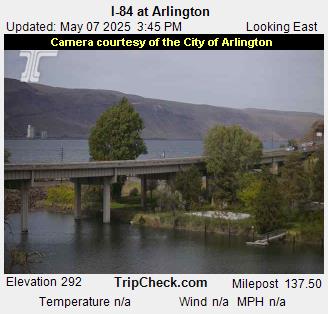 I-84 at Arlington
Updated: May 07 2025 3:45 PM Looking East
Camera courtesy of the City of Arlington
Elevation 292 TripCheck.com Milepost 137.50
Temperature n/a Wind n/a MPH n/a